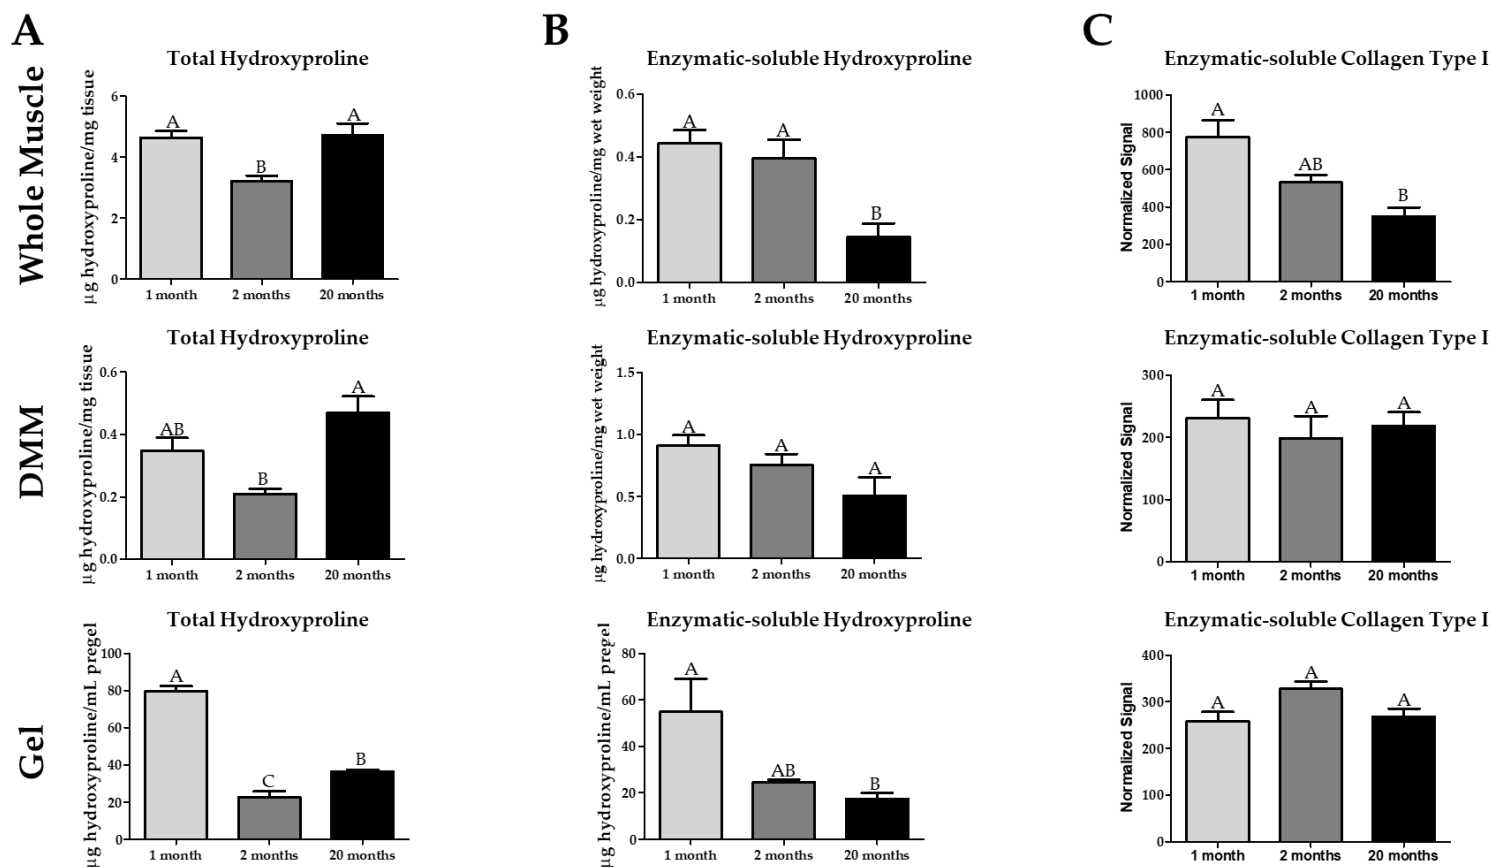 A
B
C
Whole Muscle
Total Hydroxyproline
µg hydroxyproline/mg tissue
6
4
2
0
A
B
A
1 month
2 months
20 months
Enzymatic-soluble Hydroxyproline
µg hydroxyproline/mg wet weight
0.6
0.4
0.2
0.0
A
A
B
1 month
2 months
20 months
Enzymatic-soluble Collagen Type I
Normalized Signal
1000
800
600
400
200
0
A
AB
B
1 month
2 months
20 months
DMM
Total Hydroxyproline
µg hydroxyproline/mg tissue
0.6
0.4
0.2
0.0
AB
B
A
1 month
2 months
20 months
Enzymatic-soluble Hydroxyproline
µg hydroxyproline/mg wet weight
1.5
1.0
0.5
0.0
A
A
A
1 month
2 months
20 months
Enzymatic-soluble Collagen Type I
Normalized Signal
300
200
100
0
A
A
A
1 month
2 months
20 months
Gel
Total Hydroxyproline
µg hydroxyproline/mL pregel
100
80
60
40
20
0
A
C
B
1 month
2 months
20 months
Enzymatic-soluble Hydroxyproline
µg hydroxyproline/mL pregel
80
60
40
20
0
A
AB
B
1 month
2 months
20 months
Enzymatic-soluble Collagen Type I
Normalized Signal
400
300
200
100
0
A
A
A
1 month
2 months
20 months